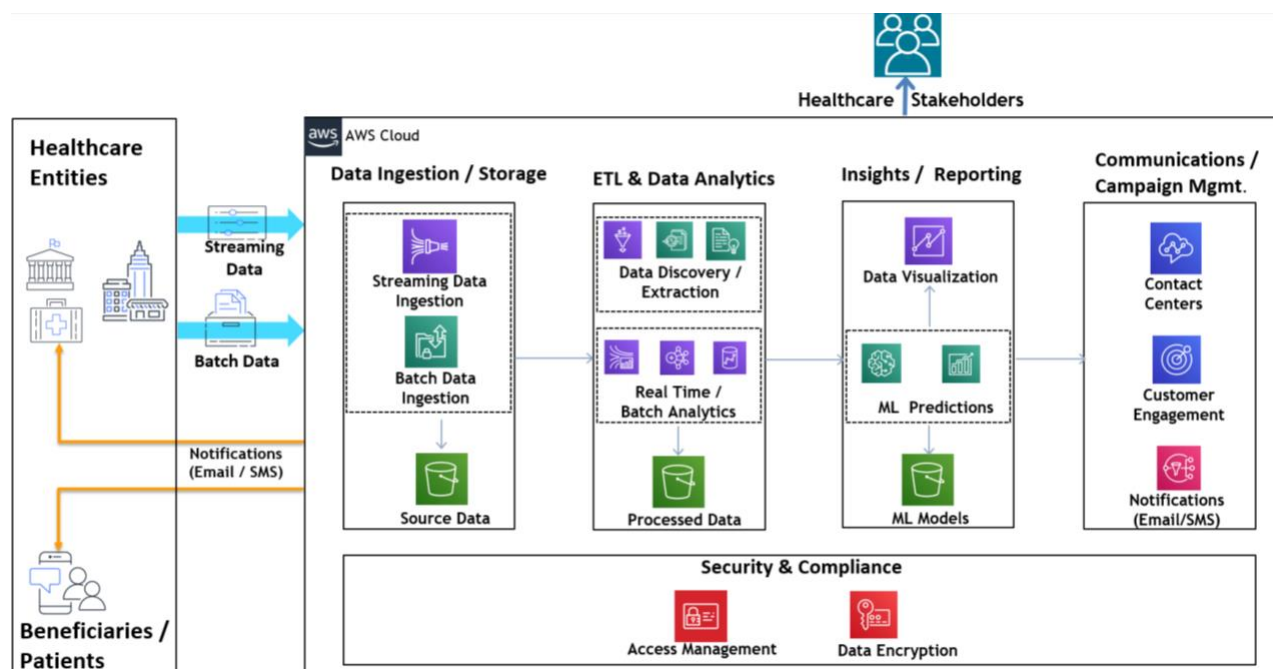 Healthcare Stakeholders
Healthcare
Entities
Streaming
Data
Batch Data
Notifications
(Email / SMS)
Beneficiaries /
Patients
aws
AWS Cloud
Data Ingestion / Storage
Streaming Data
Ingestion
Batch Data
Ingestion
Source Data
ETL & Data Analytics
Data Discovery /
Extraction
Real Time /
Batch Analytics
Processed Data
Insights / Reporting
Data Visualization
ML Predictions
ML Models
Communications /
Campaign Mgmt.
Contact
Centers
Customer
Engagement
Notifications
(Email/SMS)
Security & Compliance
Access Management
Data Encryption